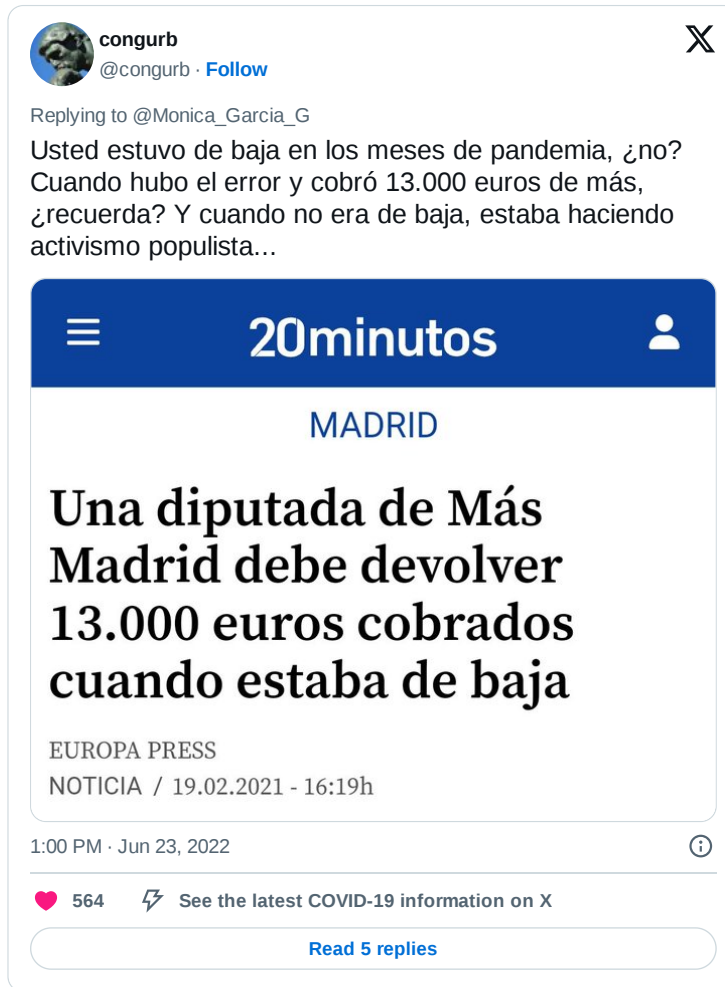 congurb
@congurb · Follow
Replying to @Monica_Garcia_G
Usted estuvo de baja en los meses de pandemia, ¿no?
Cuando hubo el error y cobró 13.000 euros de más,
¿recuerda? Y cuando no era de baja, estaba haciendo
activismo populista...
20minutos
MADRID
Una diputada de Más
Madrid debe devolver
13.000 euros cobrados
cuando estaba de baja
EUROPA PRESS
NOTICIA / 19.02.2021 - 16:19h
1:00 PM · Jun 23, 2022
564 See the latest COVID-19 information on X
Read 5 replies